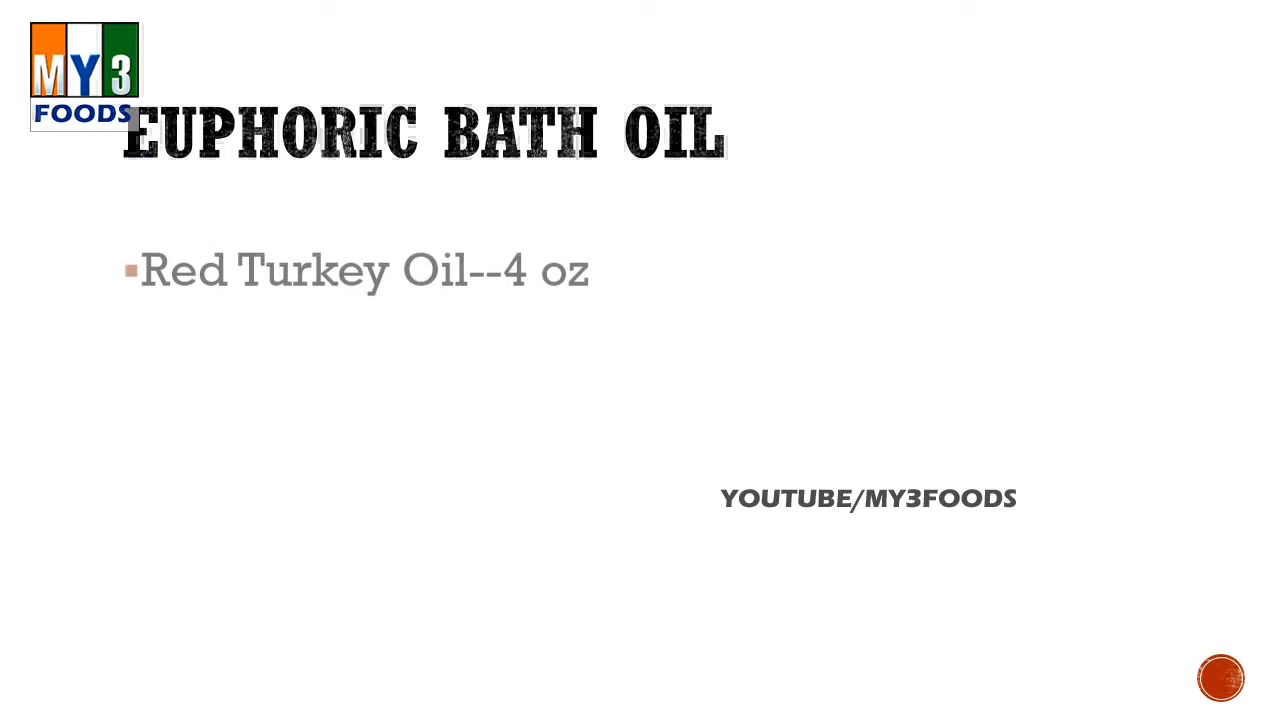 MY3
FOODS
EUPHORIC BATH OIL
▪Red Turkey Oil--4 oz
YOUTUBE/MY3FOODS